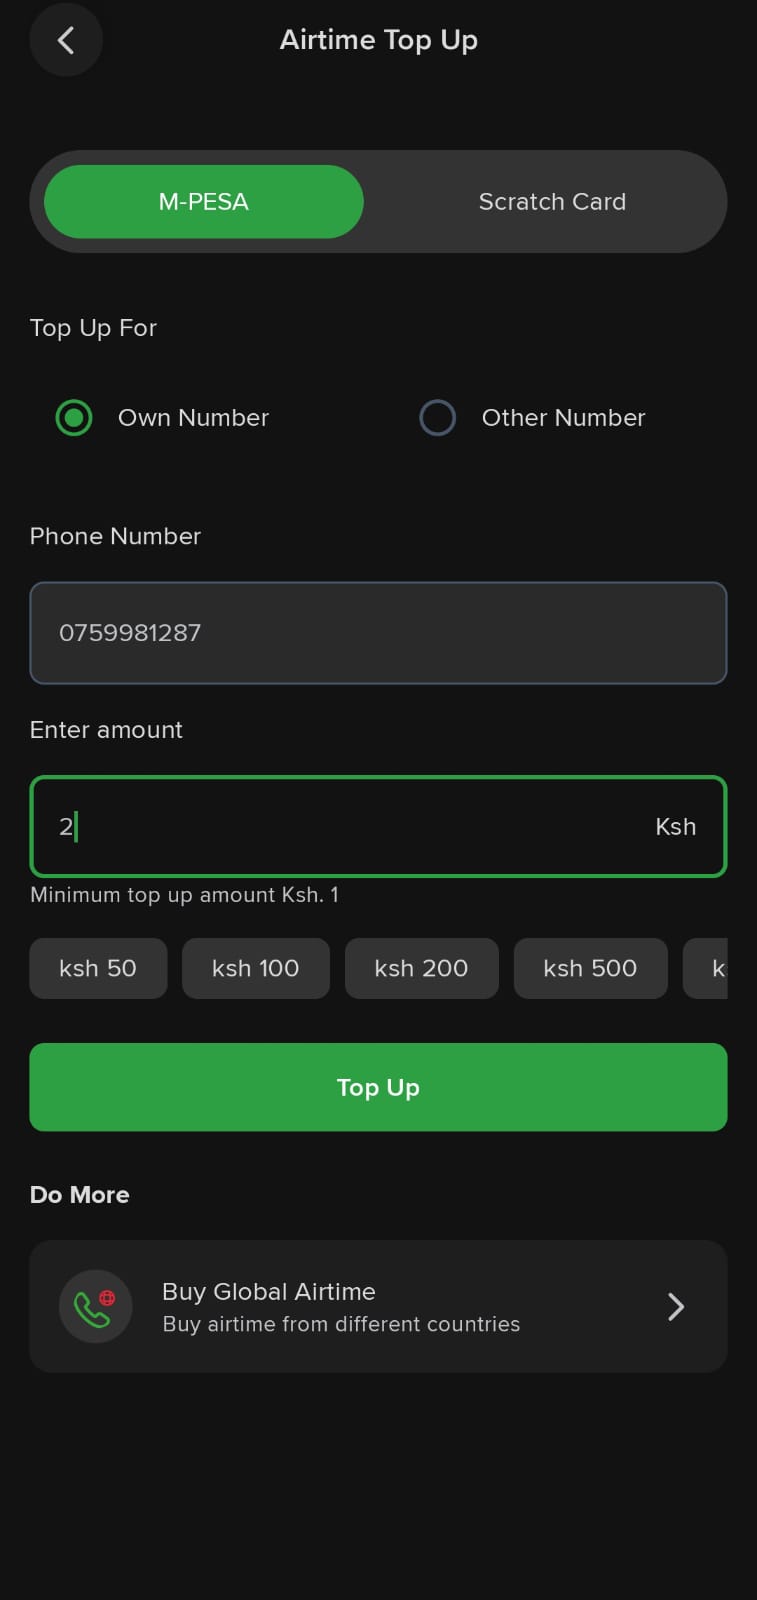 Airtime Top Up
M-PESA
Scratch Card
Top Up For
Own Number
Other Number
Phone Number
0759981287
Enter amount
2 Ksh
Minimum top up amount Ksh. 1
ksh 50 ksh 100 ksh 200 ksh 500 k
Top Up
Do More
Buy Global Airtime
Buy airtime from different countries